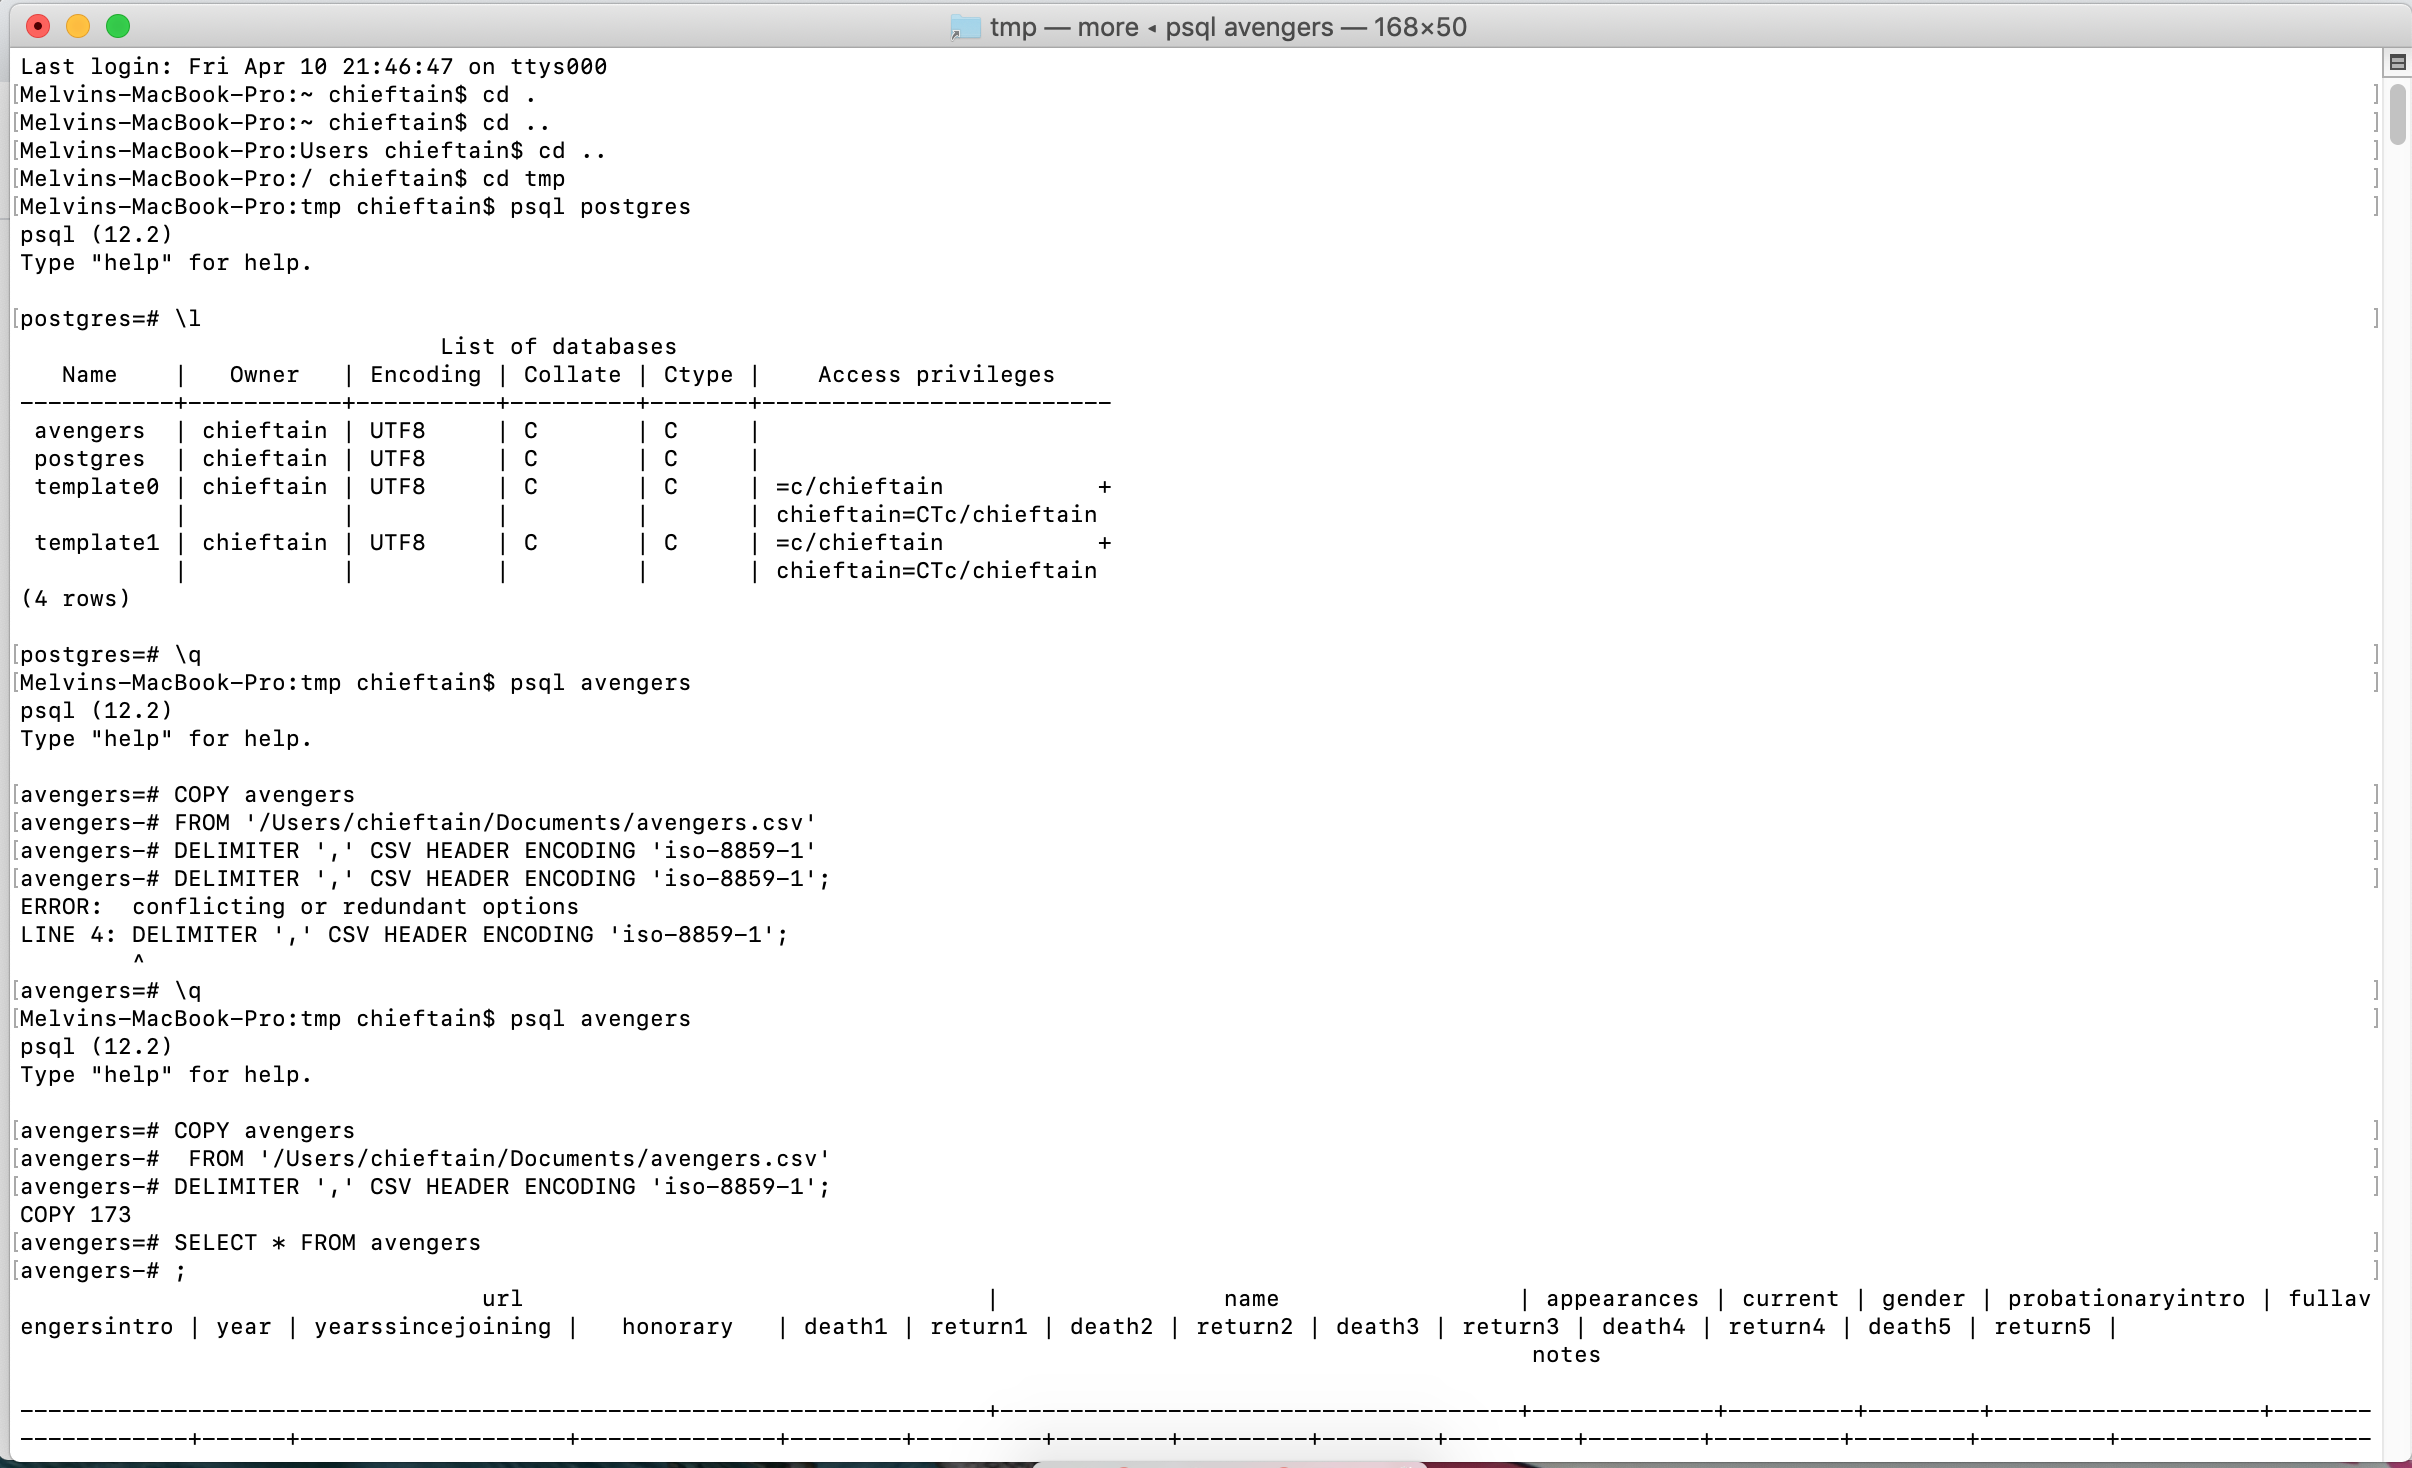 tmp — more ◂ psql avengers — 168×50
Last login: Fri Apr 10 21:46:47 on ttys000
[Melvins-MacBook-Pro:~ chieftain$ cd . ]
[Melvins-MacBook-Pro:~ chieftain$ cd .. ]
[Melvins-MacBook-Pro:Users chieftain$ cd .. ]
[Melvins-MacBook-Pro:/ chieftain$ cd tmp ]
[Melvins-MacBook-Pro:tmp chieftain$ psql postgres ]
psql (12.2)
Type "help" for help.
[postgres=# \l ]
List of databases
   Name    |   Owner   | Encoding | Collate | Ctype |    Access privileges
-----------+-----------+----------+---------+-------+-------------------------
 avengers  | chieftain | UTF8     | C       | C     |
 postgres  | chieftain | UTF8     | C       | C     |
 template0 | chieftain | UTF8     | C       | C     | =c/chieftain           +
           |           |          |         |       | chieftain=CTc/chieftain
 template1 | chieftain | UTF8     | C       | C     | =c/chieftain           +
           |           |          |         |       | chieftain=CTc/chieftain
(4 rows)
[postgres=# \q ]
[Melvins-MacBook-Pro:tmp chieftain$ psql avengers ]
psql (12.2)
Type "help" for help.
[avengers=# COPY avengers ]
[avengers-# FROM '/Users/chieftain/Documents/avengers.csv' ]
[avengers-# DELIMITER ',' CSV HEADER ENCODING 'iso-8859-1' ]
[avengers-# DELIMITER ',' CSV HEADER ENCODING 'iso-8859-1'; ]
ERROR:  conflicting or redundant options
LINE 4: DELIMITER ',' CSV HEADER ENCODING 'iso-8859-1';
        ^
[avengers=# \q ]
[Melvins-MacBook-Pro:tmp chieftain$ psql avengers ]
psql (12.2)
Type "help" for help.
[avengers=# COPY avengers ]
[avengers-#  FROM '/Users/chieftain/Documents/avengers.csv' ]
[avengers-# DELIMITER ',' CSV HEADER ENCODING 'iso-8859-1'; ]
COPY 173
[avengers=# SELECT * FROM avengers ]
[avengers-# ; ]
url | name | appearances | current | gender | probationaryintro | fullav
engersintro | year | yearssincejoining |   honorary   | death1 | return1 | death2 | return2 | death3 | return3 | death4 | return4 | death5 | return5 |
notes
---------------------------------------------------------------------+-------------------------------------+-------------+---------+--------+-------------------+-------
------------+------+-------------------+--------------+--------+---------+--------+---------+--------+---------+--------+---------+--------+---------+------------------